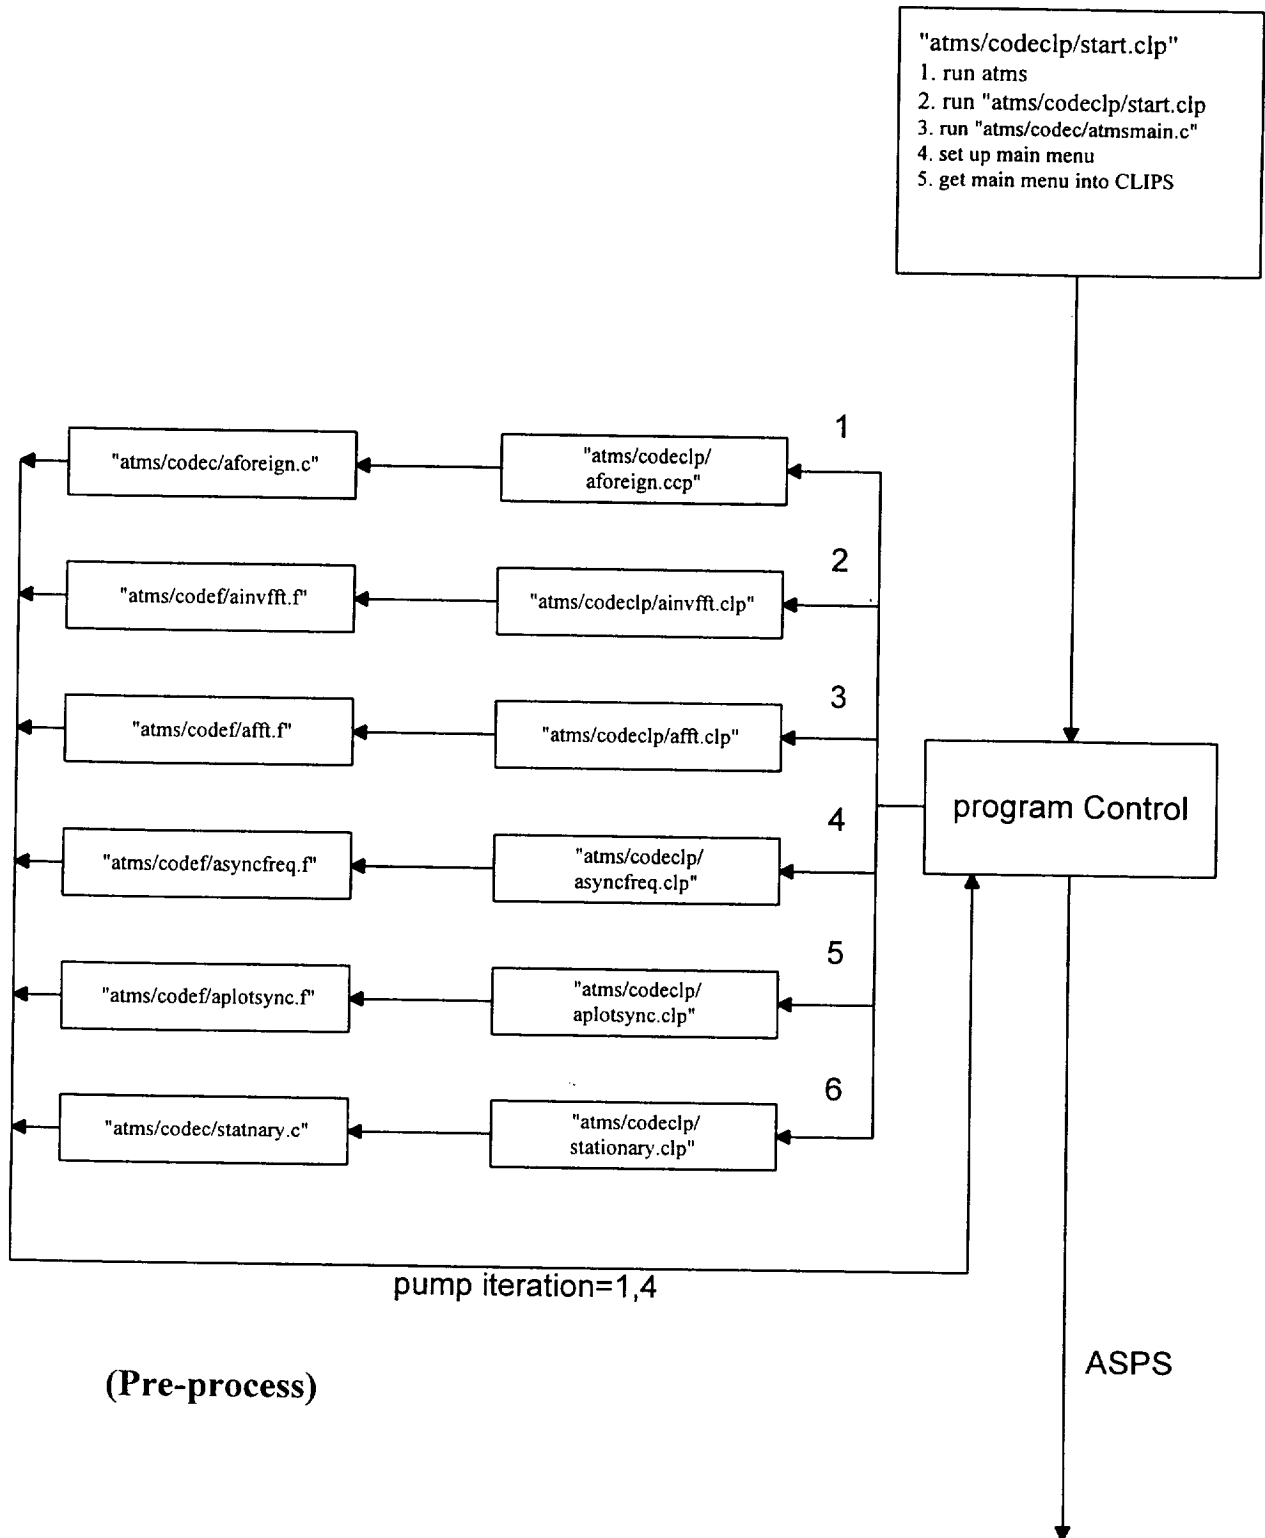 "atms/codeclp/start.clp"
1. run atms
2. run "atms/codeclp/start.clp
3. run "atms/codec/atmsmain.c"
4. set up main menu
5. get main menu into CLIPS
1
"atms/codec/aforeign.c"
"atms/codeclp/
aforeign.ccp"
2
"atms/codef/ainvfft.f"
"atms/codeclp/ainvfft.clp"
3
"atms/codef/afft.f"
"atms/codeclp/afft.clp"
program Control
4
"atms/codef/asyncfreq.f"
"atms/codeclp/
asyncfreq.clp"
5
"atms/codef/aplotsync.f"
"atms/codeclp/
aplotsync.clp"
6
"atms/codec/statnary.c"
"atms/codeclp/
stationary.clp"
pump iteration=1,4
(Pre-process)
ASPS